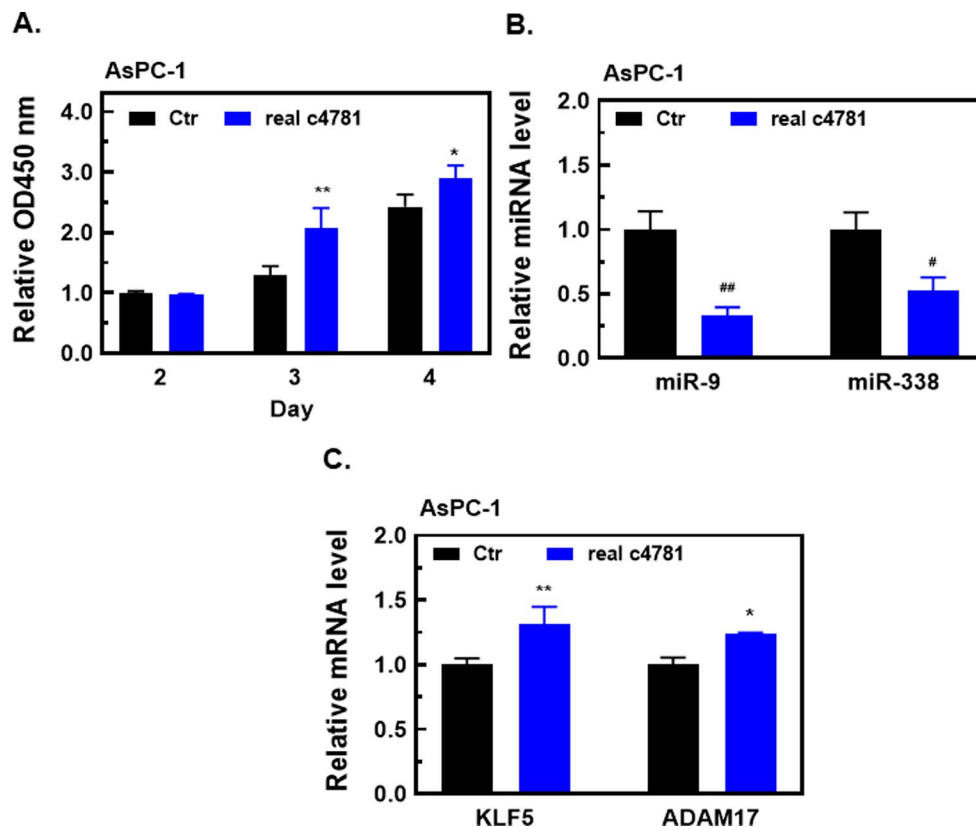 A.
AsPC-1
Relative OD450 nm
4.0
3.0
2.0
1.0
0.0
Ctr
real c4781
**
*
2
3
4
Day
B.
AsPC-1
Relative miRNA level
2.0
1.5
1.0
0.5
0.0
Ctr
real c4781
##
#
miR-9
miR-338
C.
AsPC-1
Relative mRNA level
2.0
1.5
1.0
0.5
0.0
Ctr
real c4781
**
*
KLF5
ADAM17